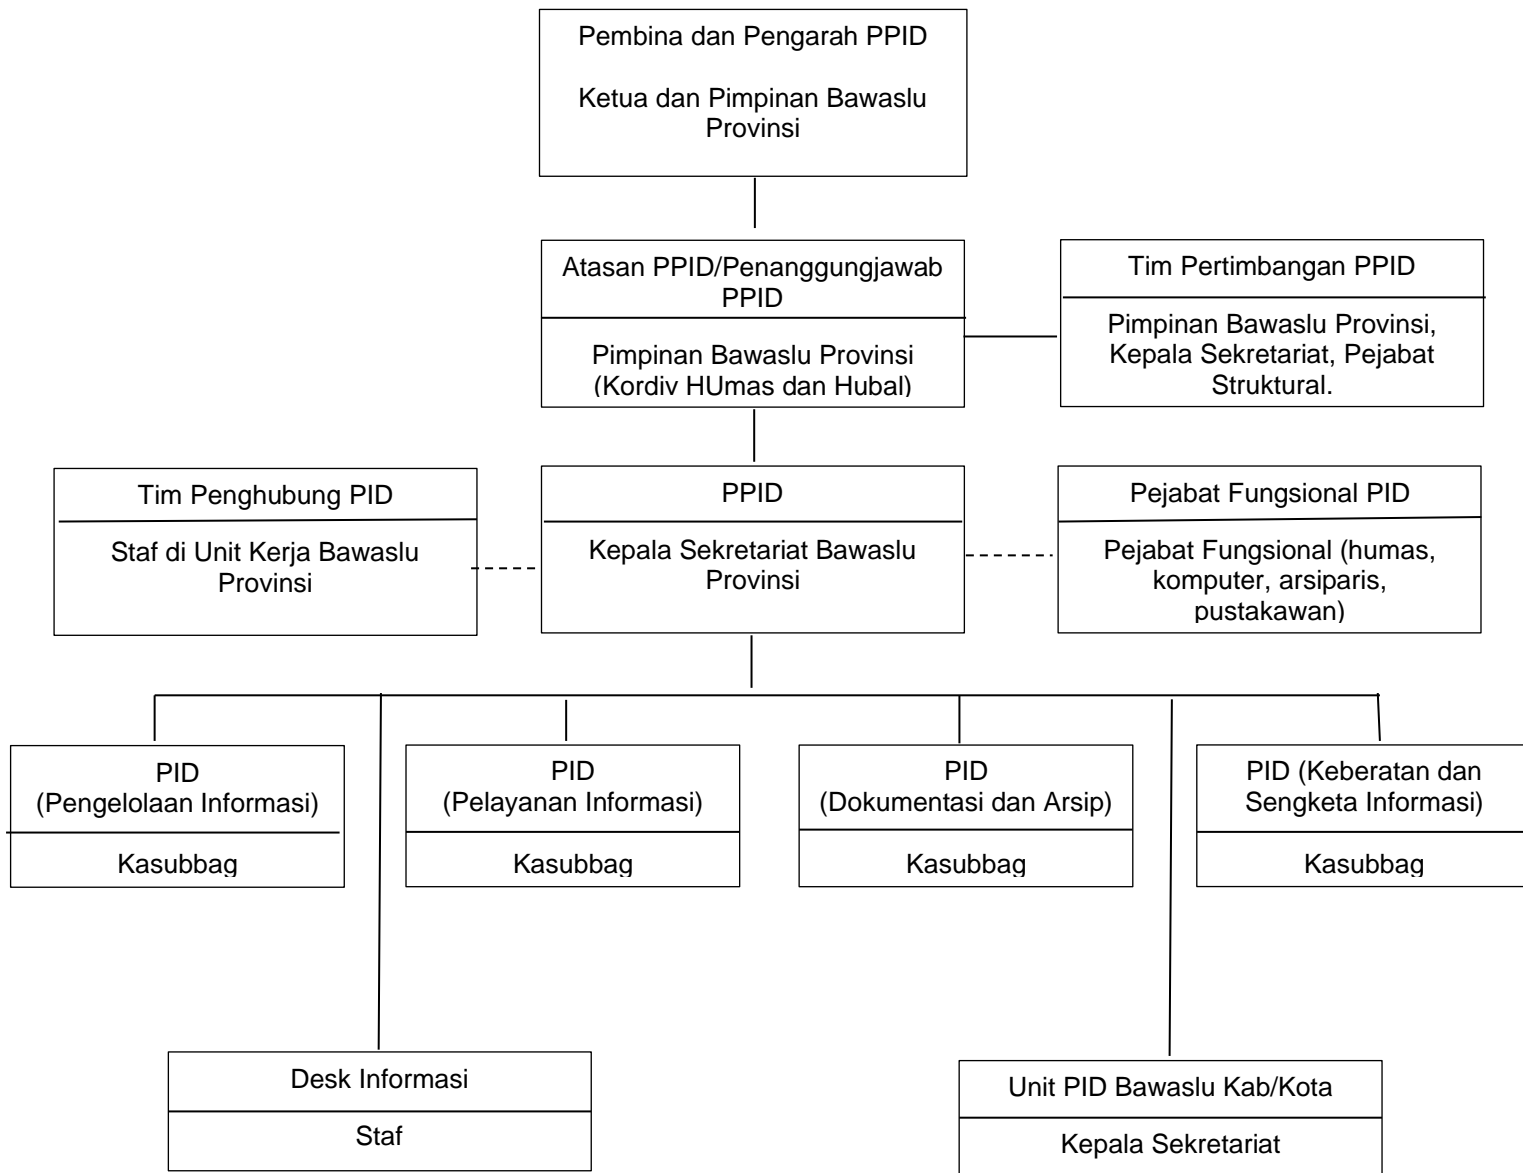 Pembina dan Pengarah PPID
Ketua dan Pimpinan Bawaslu
Provinsi
Atasan PPID/Penanggungjawab
PPID
Pimpinan Bawaslu Provinsi
(Kordiv HUmas dan Hubal)
Tim Pertimbangan PPID
Pimpinan Bawaslu Provinsi,
Kepala Sekretariat, Pejabat
Struktural.
Tim Penghubung PID
Staf di Unit Kerja Bawaslu
Provinsi
PPID
Kepala Sekretariat Bawaslu
Provinsi
Pejabat Fungsional PID
Pejabat Fungsional (humas,
komputer, arsiparis,
pustakawan)
PID
(Pengelolaan Informasi)
Kasubbag
PID
(Pelayanan Informasi)
Kasubbag
PID
(Dokumentasi dan Arsip)
Kasubbag
PID (Keberatan dan
Sengketa Informasi)
Kasubbag
Desk Informasi
Staf
Unit PID Bawaslu Kab/Kota
Kepala Sekretariat